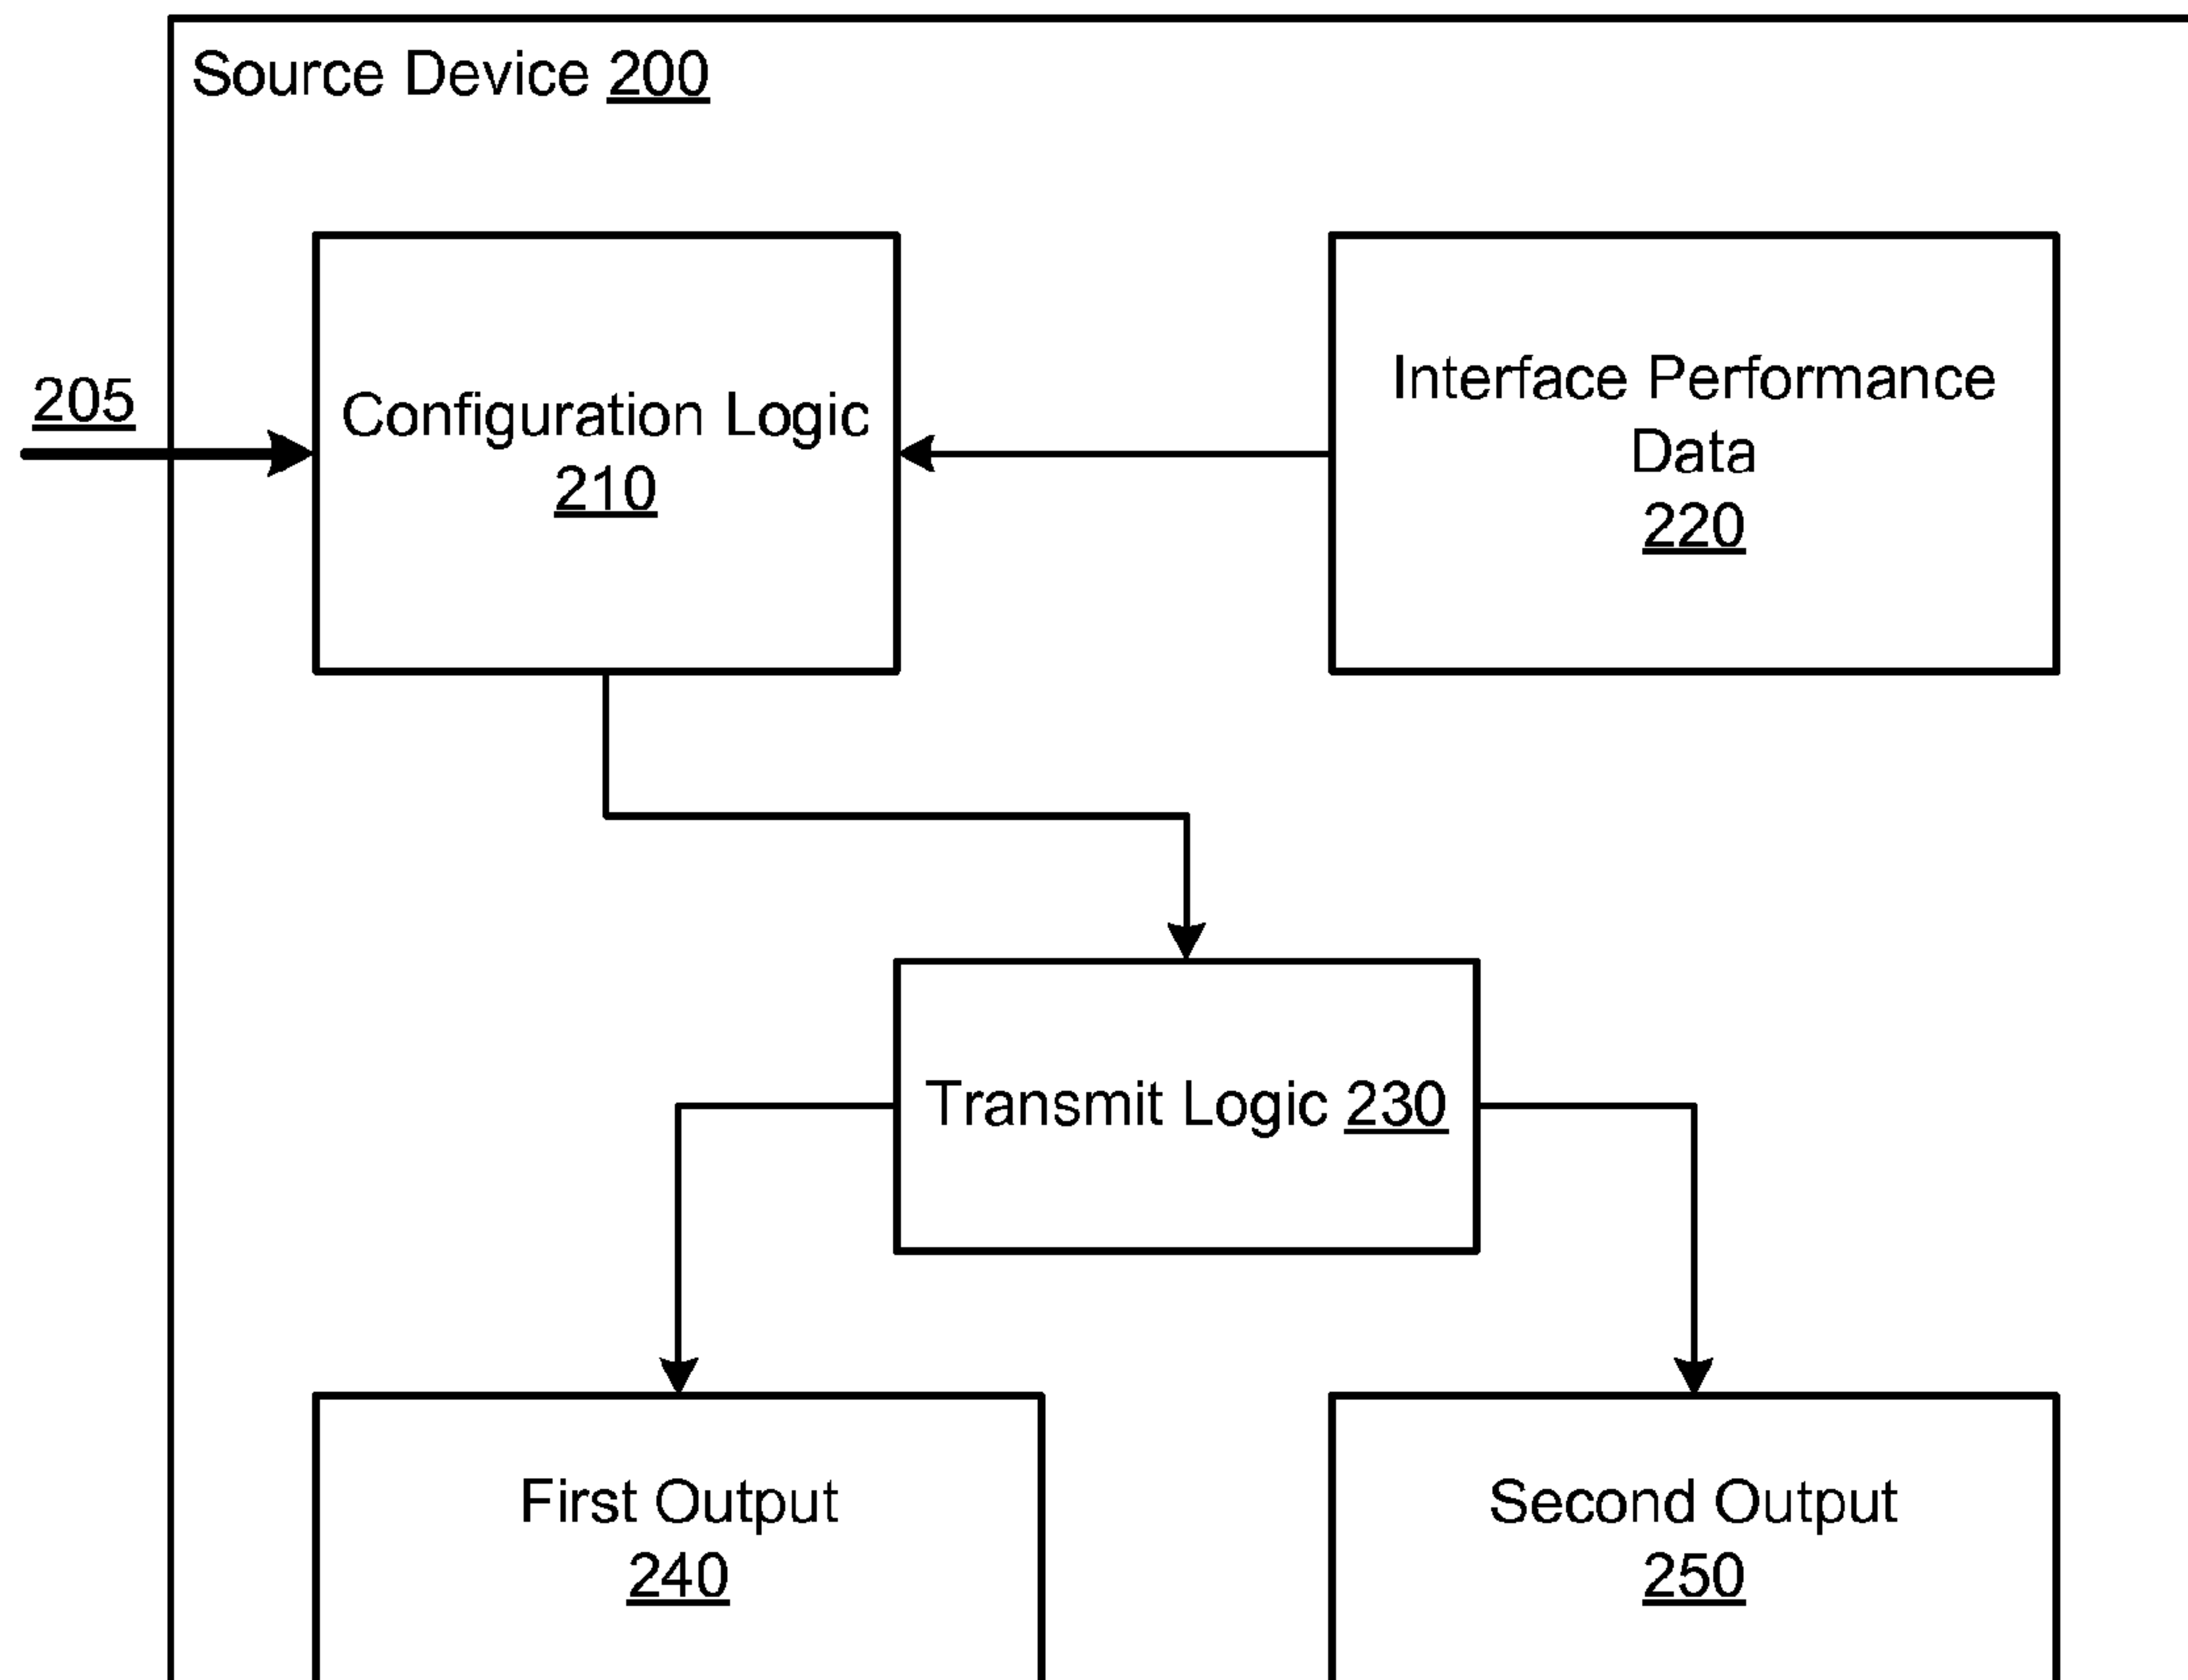 Source Device 200
205
Configuration Logic
210
Interface Performance
Data
220
Transmit Logic 230
First Output
240
Second Output
250